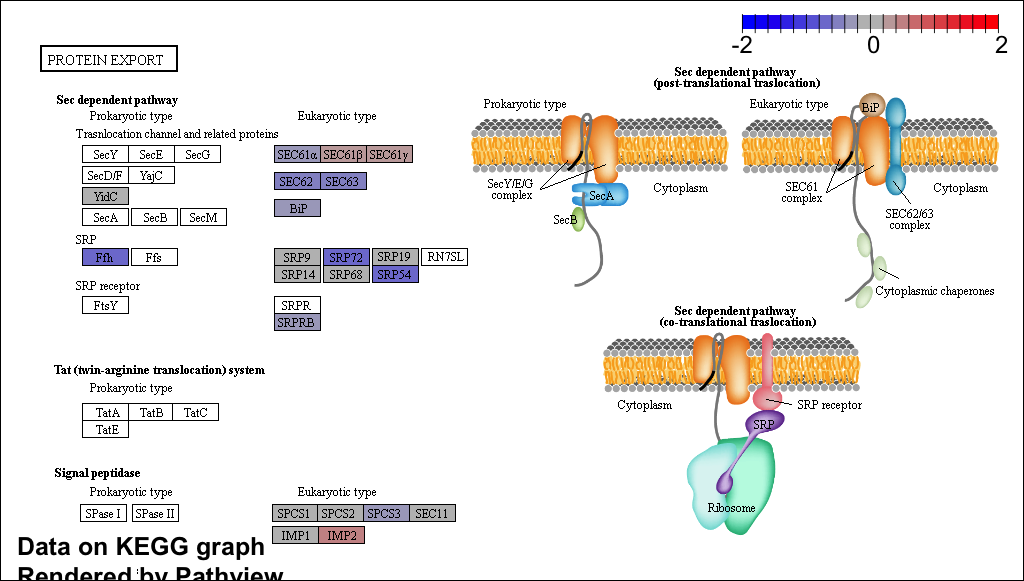 -2 0 2
PROTEIN EXPORT
Sec dependent pathway
Prokaryotic type Eukaryotic type
Trasnlocation channel and related proteins
SecY SecE SecG SEC61α SEC61β SEC61γ
SecD/F YajC SEC62 SEC63
YidC
BiP
SecA SecB SecM
SRP
Ffh Ffs SRP9 SRP72 SRP19 RN7SL
SRP14 SRP68 SRP54
SRP receptor
FtsY SRPR
SRPRB
Tat (twin-arginine translocation) system
Prokaryotic type
TatA TatB TatC
TatE
Signal peptidase
Prokaryotic type Eukaryotic type
SPase I SPase II SPCS1 SPCS2 SPCS3 SEC11
IMP1 IMP2
Data on KEGG graph
Rendered by Pathview
Sec dependent pathway
(post-translational traslocation)
Prokaryotic type
SecY/E/G
complex
SecA
SecB
Cytoplasm
Eukaryotic type
BiP
SEC61
complex
Cytoplasm
SEC62/63
complex
Cytoplasmic chaperones
Sec dependent pathway
(co-translational traslocation)
Cytoplasm
SRP receptor
SRP
Ribosome